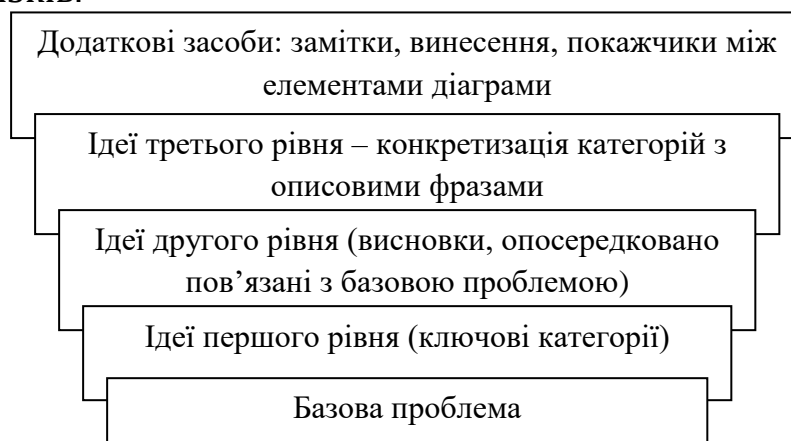 Додаткові засоби: замітки, винесення, покажчики між
елементами діаграми
Ідеї третього рівня – конкретизація категорій з
описовими фразами
Ідеї другого рівня (висновки, опосередковано
пов’язані з базовою проблемою)
Ідеї першого рівня (ключові категорії)
Базова проблема